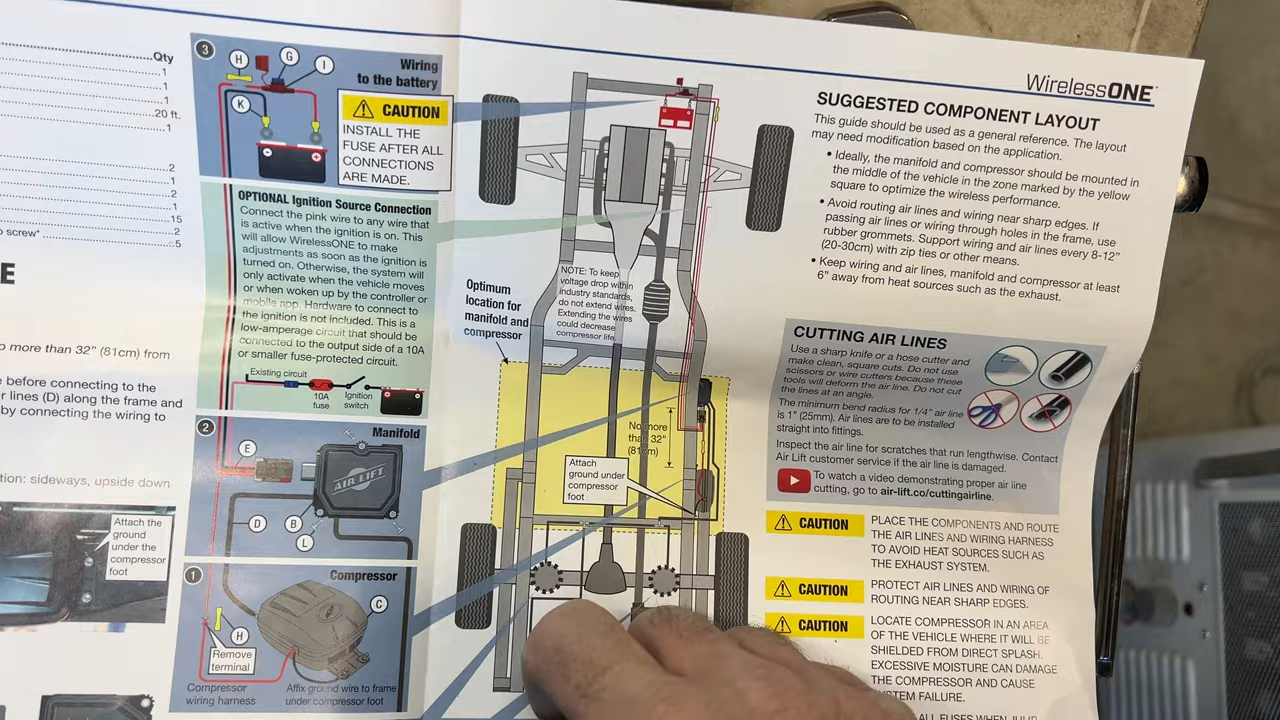 Qty
1
1
1
20 ft.
1
2
1
2
1
15
2
screw*
5
E
more than 32" (81cm) from
before connecting to the
lines (D) along the frame and
by connecting the wiring to
sideways, upside down
Attach the
ground
under the
compressor
foot
3
H
G
I
K
Wiring
to the battery
CAUTION
INSTALL THE
FUSE AFTER ALL
CONNECTIONS
ARE MADE.
- +
OPTIONAL Ignition Source Connection
Connect the pink wire to any wire that
is active when the ignition is on. This
will allow WirelessONE to make
adjustments as soon as the ignition is
turned on. Otherwise, the system will
only activate when the vehicle moves
or when woken up by the controller or
mobile app. Hardware to connect to
the ignition is not included. This is a
low-amperage circuit that should be
connected to the output side of a 10A
or smaller fuse-protected circuit.
Existing circuit
10A
fuse
Ignition
switch
2
Manifold
E
AIR LIFT
D
B
L
1
Compressor
C
H
Remove
terminal
Compressor
wiring harness
Affix ground wire to frame
under compressor foot
Optimum
location for
manifold and
compressor
NOTE: To keep
voltage drop within
industry standards,
do not extend wires.
Extending the wires
could decrease
compressor life.
No more
than 32"
(81cm)
Attach
ground under
compressor
foot
WirelessONE™
SUGGESTED COMPONENT LAYOUT
This guide should be used as a general reference. The layout
may need modification based on the application.
• Ideally, the manifold and compressor should be mounted in
the middle of the vehicle in the zone marked by the yellow
square to optimize the wireless performance.
• Avoid routing air lines and wiring near sharp edges. If
passing air lines or wiring through holes in the frame, use
rubber grommets. Support wiring and air lines every 8-12"
(20-30cm) with zip ties or other means.
• Keep wiring and air lines, manifold and compressor at least
6" away from heat sources such as the exhaust.
CUTTING AIR LINES
Use a sharp knife or a hose cutter and
make clean, square cuts. Do not use
scissors or wire cutters because these
tools will deform the air line. Do not cut
the lines at an angle.
The minimum bend radius for 1/4" air line
is 1" (25mm). Air lines are to be installed
straight into fittings.
Inspect the air line for scratches that run lengthwise. Contact
Air Lift customer service if the air line is damaged.
To watch a video demonstrating proper air line
cutting, go to air-lift.co/cuttingairline.
CAUTION
PLACE THE COMPONENTS AND ROUTE
THE AIR LINES AND WIRING HARNESS
TO AVOID HEAT SOURCES SUCH AS
THE EXHAUST SYSTEM.
CAUTION
PROTECT AIR LINES AND WIRING OF
ROUTING NEAR SHARP EDGES.
CAUTION
LOCATE COMPRESSOR IN AN AREA
OF THE VEHICLE WHERE IT WILL BE
SHIELDED FROM DIRECT SPLASH.
EXCESSIVE MOISTURE CAN DAMAGE
THE COMPRESSOR AND CAUSE
SYSTEM FAILURE.
ALL FUSES WHEN JUMP